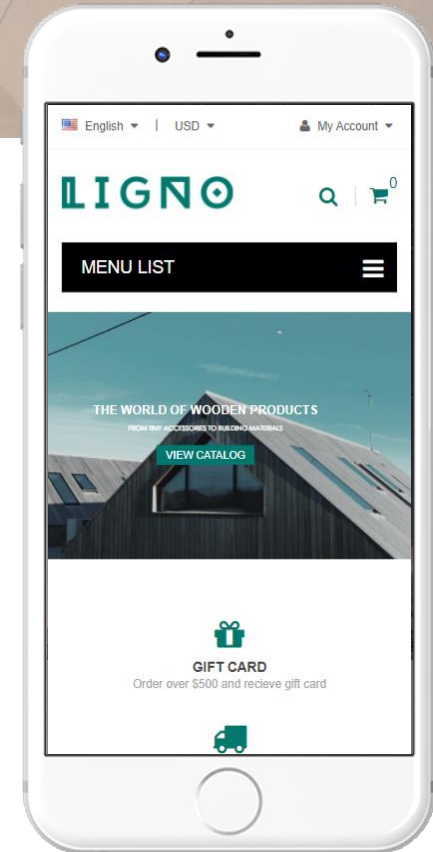 English | USD My Account
LIGNO 0
MENU LIST
THE WORLD OF WOODEN PRODUCTS
FROM TINY ACCESSORIES TO BUILDING MATERIALS
VIEW CATALOG
GIFT CARD
Order over $500 and recieve gift card